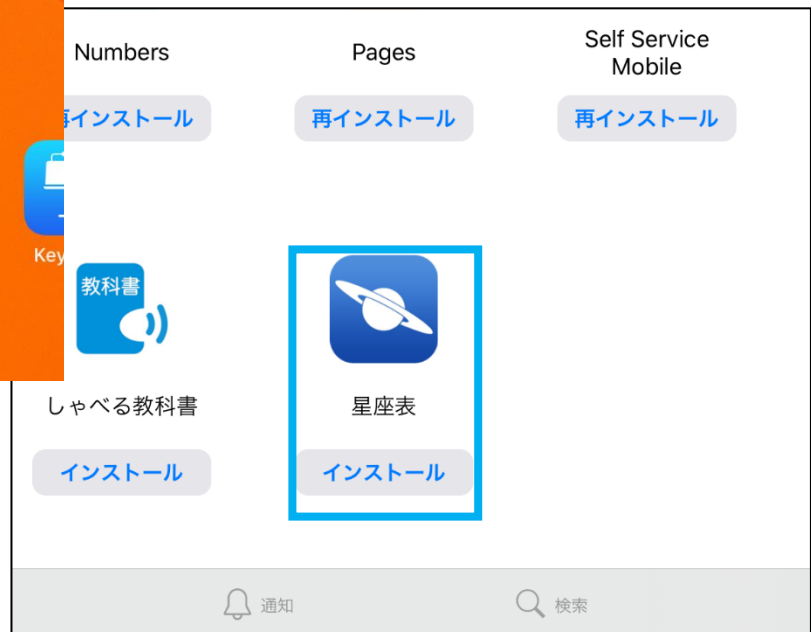 Numbers
Pages
Self Service
Mobile
再インストール
再インストール
再インストール
Key
教科書
しゃべる教科書
星座表
インストール
インストール
通知
検索